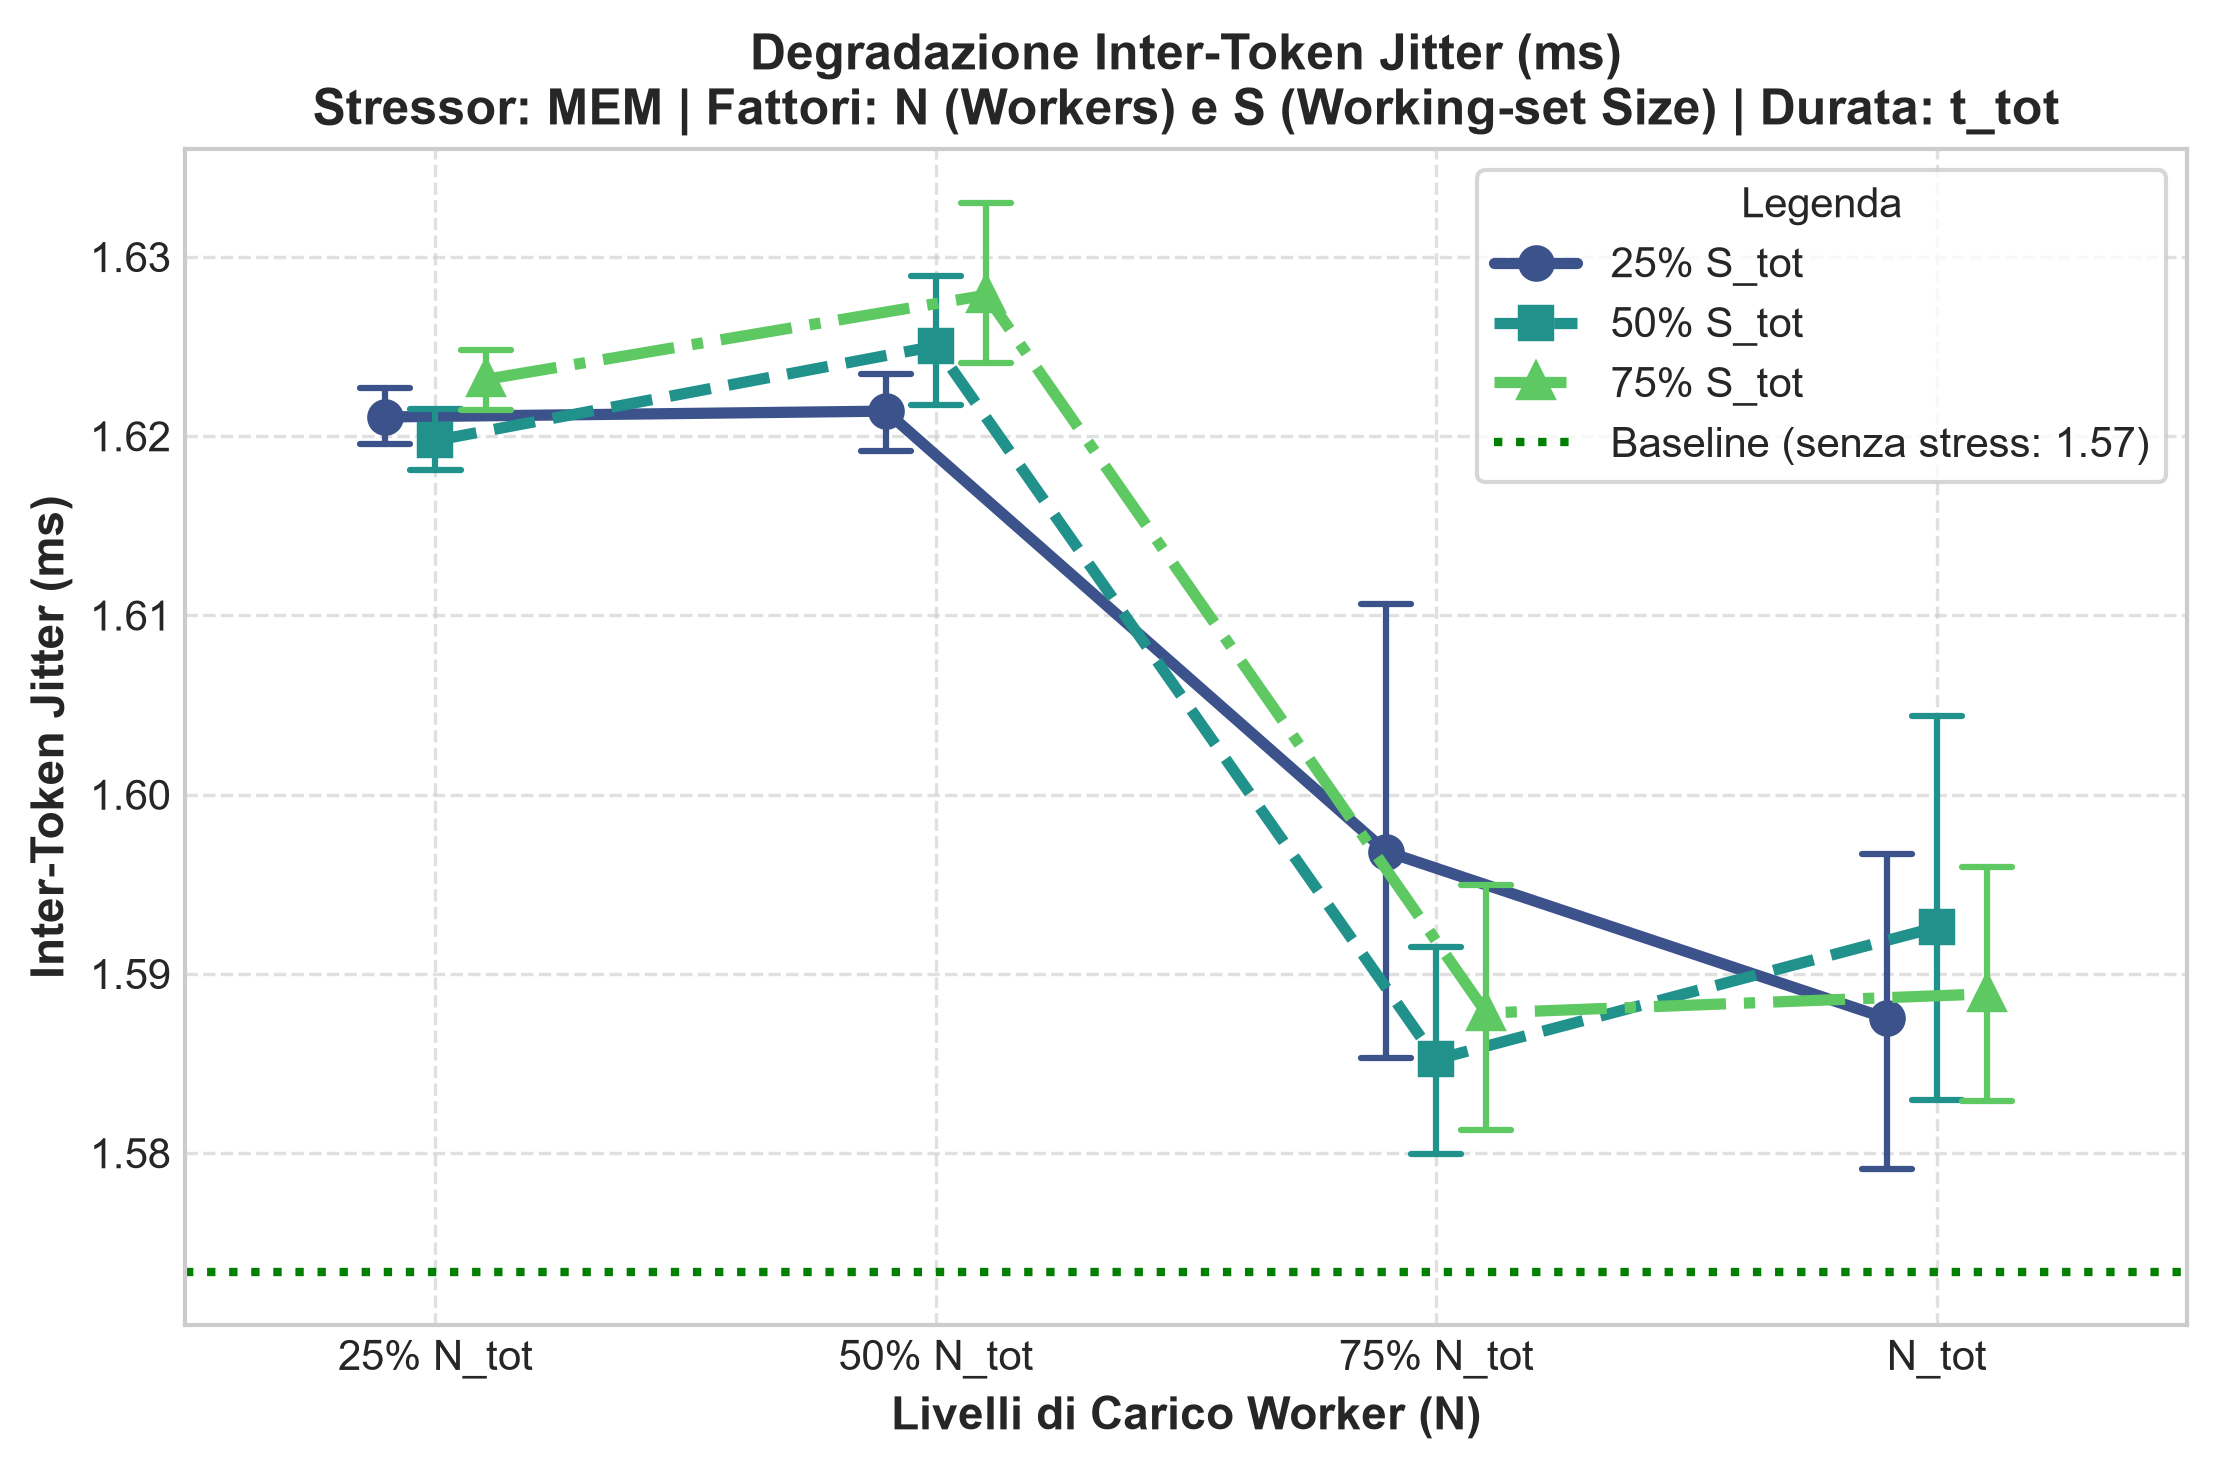 Degradazione Inter-Token Jitter (ms)
Stressor: MEM | Fattori: N (Workers) e S (Working-set Size) | Durata: t_tot
Legenda
25% S_tot
50% S_tot
75% S_tot
Baseline (senza stress: 1.57)
Inter-Token Jitter (ms)
1.63
1.62
1.61
1.60
1.59
1.58
25% N_tot
50% N_tot
75% N_tot
N_tot
Livelli di Carico Worker (N)